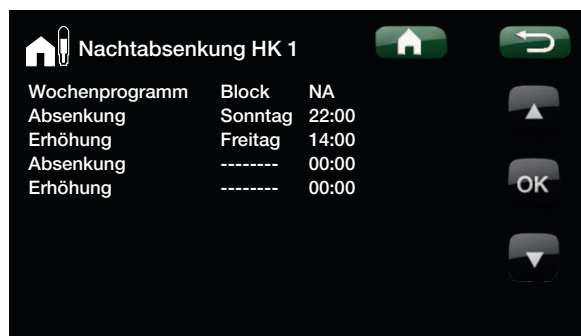 Nachtabsenkung HK 1
Wochenprogramm Block NA
Absenkung Sonntag 22:00
Erhöhung Freitag 14:00
Absenkung -------- 00:00
OK
Erhöhung -------- 00:00